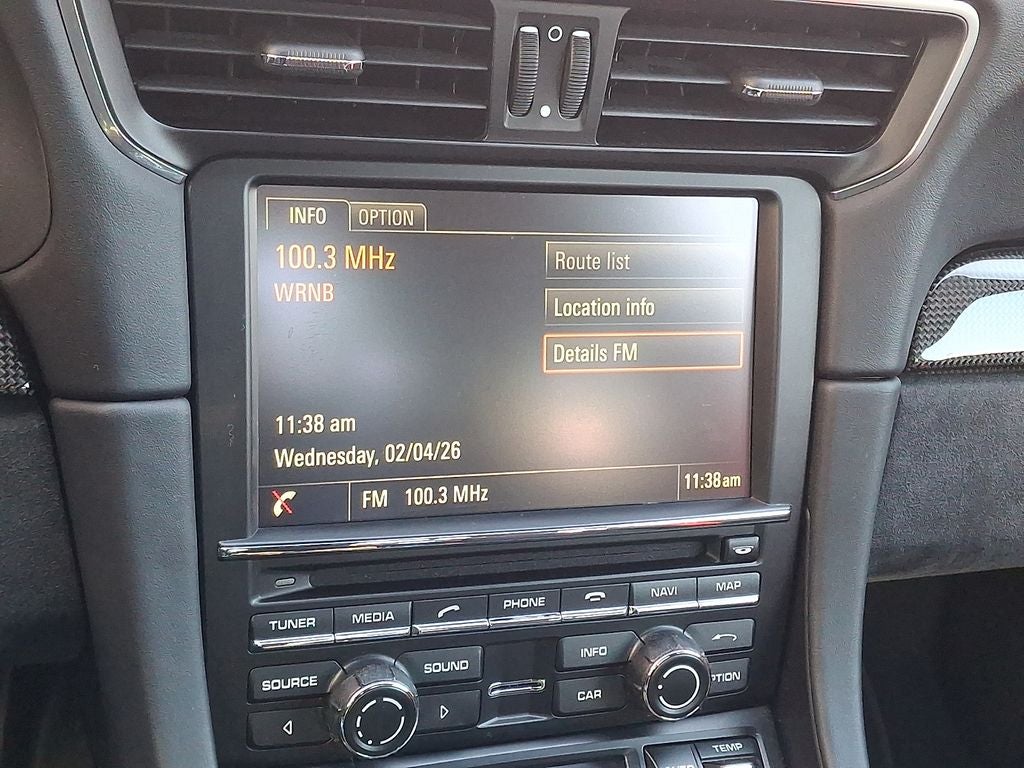 INFO OPTION
100.3 MHz
WRNB
Route list
Location info
Details FM
11:38 am
Wednesday, 02/04/26
FM 100.3 MHz
11:38am
TUNER MEDIA PHONE NAVI MAP
SOURCE SOUND INFO
CAR PTION
TEMP